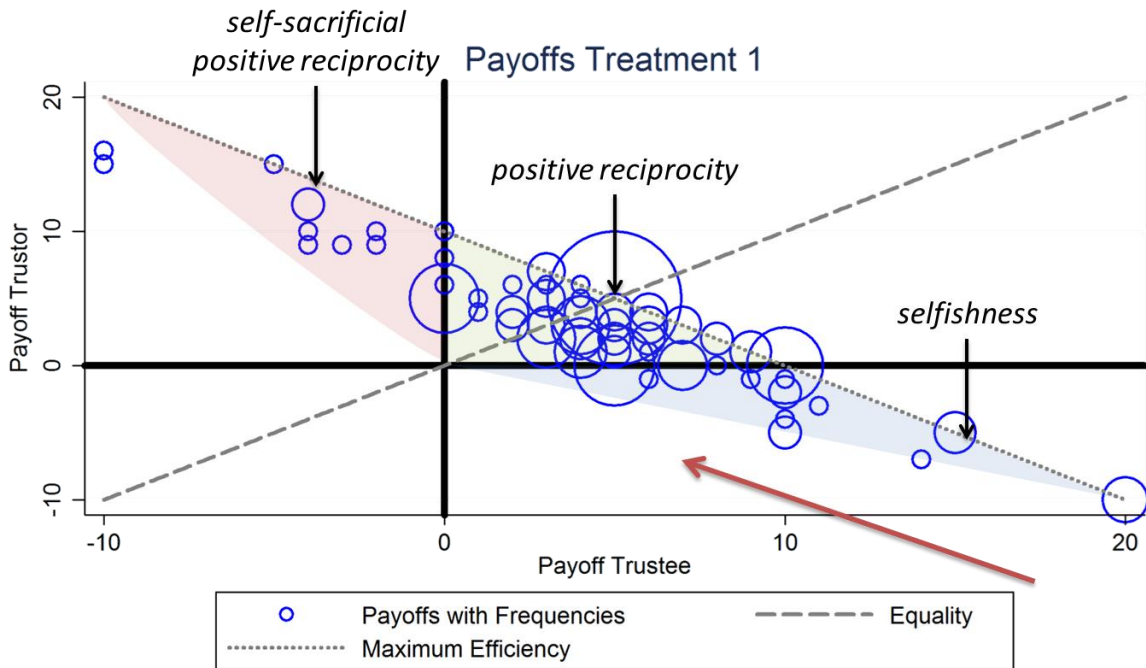 self-sacrificial
positive reciprocity
Payoffs Treatment 1
positive reciprocity
selfishness
Payoff Trustor
20
10
0
-10
-10
0
10
20
Payoff Trustee
Payoffs with Frequencies
Equality
Maximum Efficiency